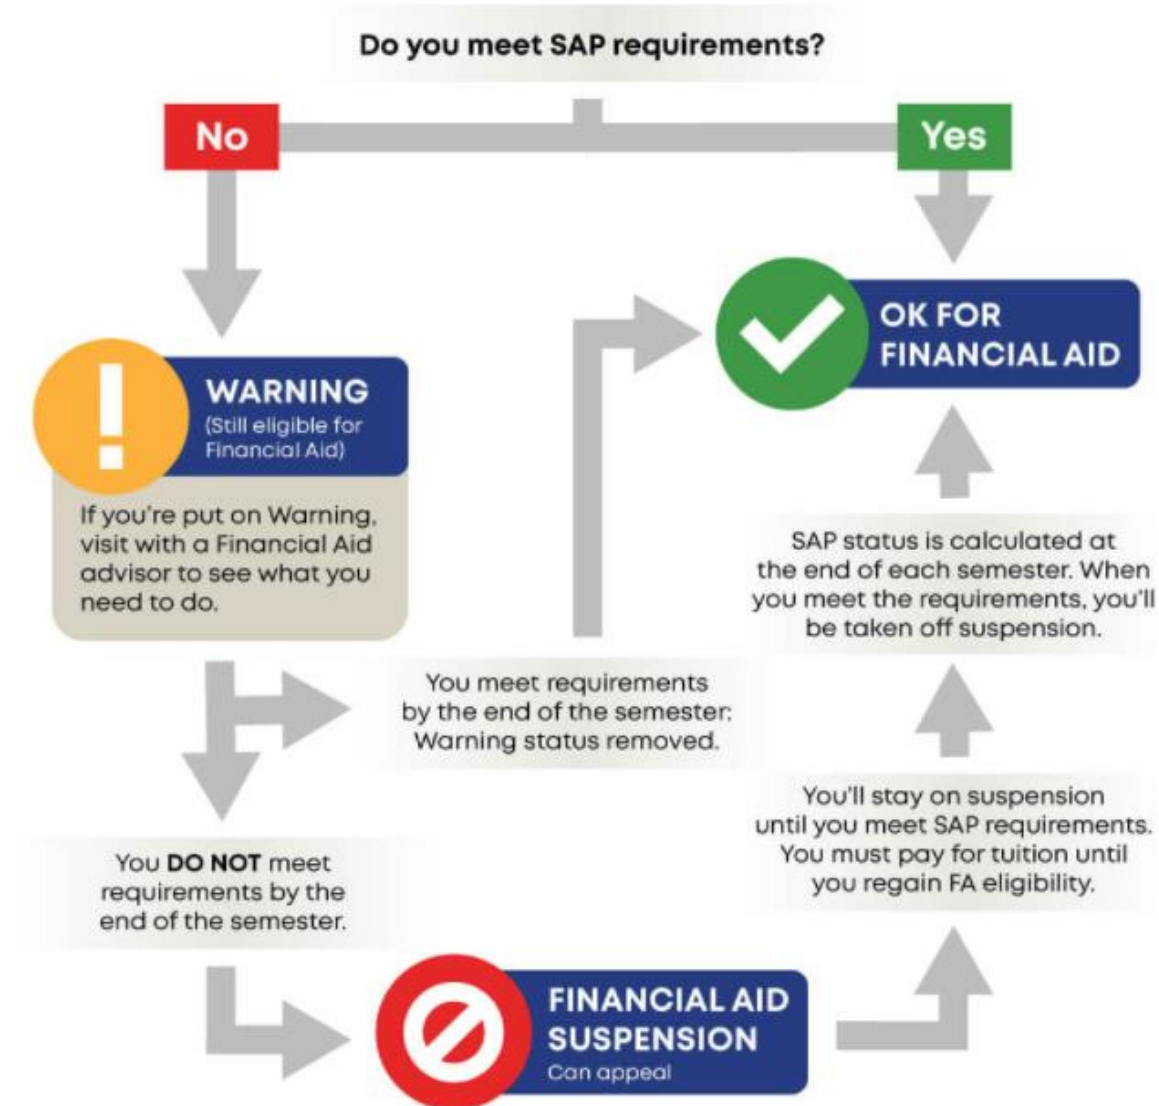 Do you meet SAP requirements?
No
Yes
OK FOR
FINANCIAL AID
WARNING
(Still eligible for
Financial Aid)
If you're put on Warning,
visit with a Financial Aid
advisor to see what you
need to do.
SAP status is calculated at
the end of each semester. When
you meet the requirements, you'll
be taken off suspension.
You meet requirements
by the end of the semester:
Warning status removed.
You'll stay on suspension
until you meet SAP requirements.
You must pay for tuition until
you regain FA eligibility.
You DO NOT meet
requirements by the
end of the semester.
FINANCIAL AID
SUSPENSION
Can appeal